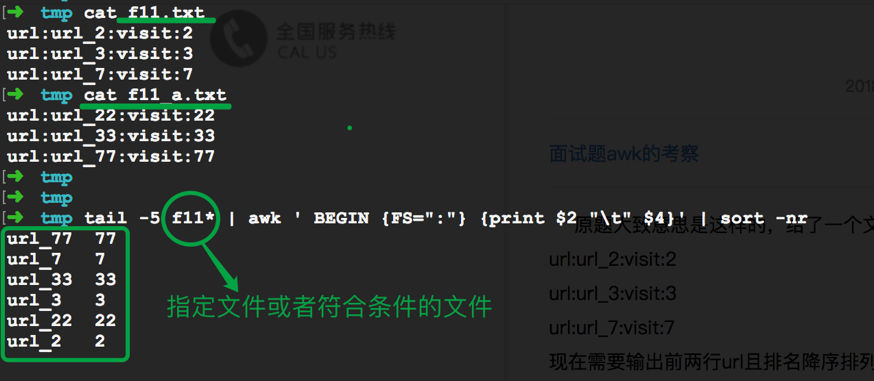 [➜ tmp cat f11.txt
url:url_2:visit:2
url:url_3:visit:3
url:url_7:visit:7
[➜ tmp cat f11_a.txt
url:url_22:visit:22
url:url_33:visit:33
url:url_77:visit:77
[➜ tmp
[➜ tmp
[➜ tmp tail -5 f11* | awk ' BEGIN {FS=":"} {print $2 "\t" $4}' | sort -nr
url_77 77
url_7 7
url_33 33
url_3 3
url_22 22
url_2 2
指定文件或者符合条件的文件
全国服务热线
CAL US
2018
面试题awk的考察
原题大致意思是这样的，给了一个文
url:url_2:visit:2
url:url_3:visit:3
url:url_7:visit:7
现在需要输出前两行url且排名降序排列